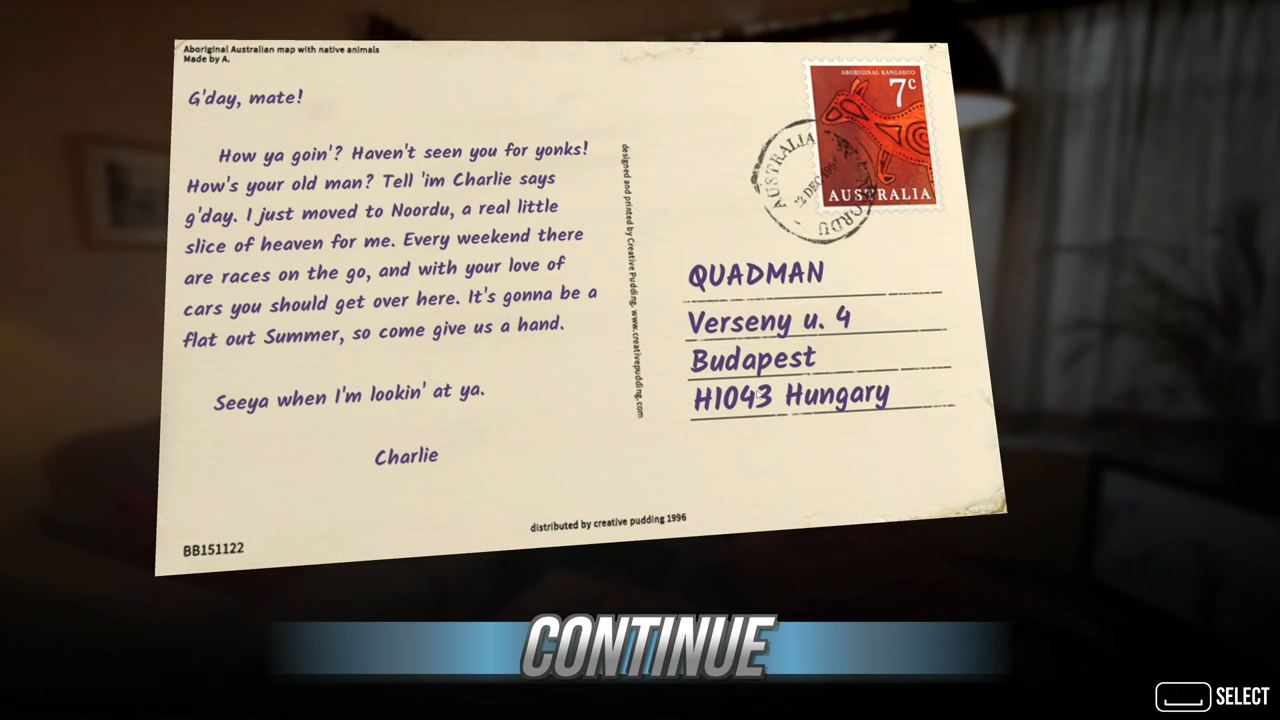 Aboriginal Australian map with native animals
Made by A.
G'day, mate!
How ya goin'? Haven't seen you for yonks!
How's your old man? Tell 'im Charlie says
g'day. I just moved to Noordu, a real little
slice of heaven for me. Every weekend there
are races on the go, and with your love of
cars you should get over here. It's gonna be a
flat out Summer, so come give us a hand.
Seeya when I'm lookin' at ya.
Charlie
BB151122
designed and printed by Creative Pudding. www.creativepudding.com
distributed by creative pudding 1996
ABORIGINAL KANGAROO
7c
AUSTRALIA
AUSTRALIA
2 DEC
QUADMAN
Verseny u. 4
Budapest
H1043 Hungary
CONTINUE
SELECT